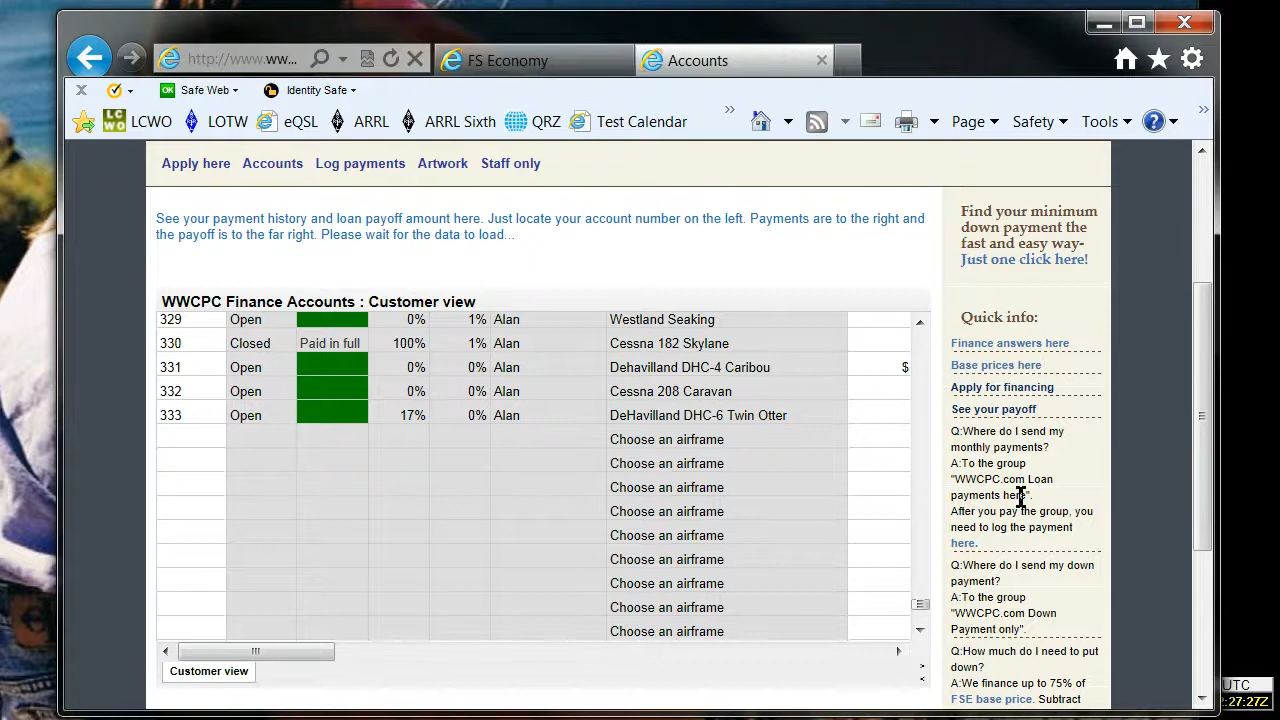 http://www.ww...
FS Economy
Accounts
OK Safe Web
Identity Safe
LC
WO
LCWO
LOTW
eQSL
ARRL
ARRL Sixth
QRZ
Test Calendar
Page
Safety
Tools
Apply here
Accounts
Log payments
Artwork
Staff only
See your payment history and loan payoff amount here. Just locate your account number on the left. Payments are to the right and
the payoff is to the far right. Please wait for the data to load...
WWCPC Finance Accounts : Customer view
329 Open 0% 1% Alan Westland Seaking
330 Closed Paid in full 100% 1% Alan Cessna 182 Skylane
331 Open 0% 0% Alan Dehavilland DHC-4 Caribou $
332 Open 0% 0% Alan Cessna 208 Caravan
333 Open 17% 0% Alan DeHavilland DHC-6 Twin Otter
Choose an airframe
Choose an airframe
Choose an airframe
Choose an airframe
Choose an airframe
Choose an airframe
Choose an airframe
Choose an airframe
Choose an airframe
Customer view
Find your minimum
down payment the
fast and easy way-
Just one click here!
Quick info:
Finance answers here
Base prices here
Apply for financing
See your payoff
Q:Where do I send my
monthly payments?
A:To the group
"WWCPC.com Loan
payments here".
After you pay the group, you
need to log the payment
here.
Q:Where do I send my down
payment?
A:To the group
"WWCPC.com Down
Payment only".
Q:How much do I need to put
down?
A:We finance up to 75% of
FSE base price. Subtract
UTC
2:27:27Z